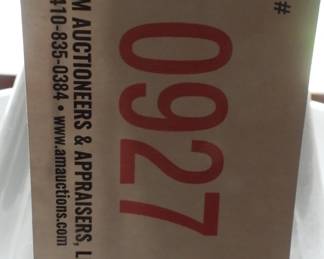 #
0927
M AUCTIONEERS & APPRAISERS, L
410-835-0384 • www.amauctions.com